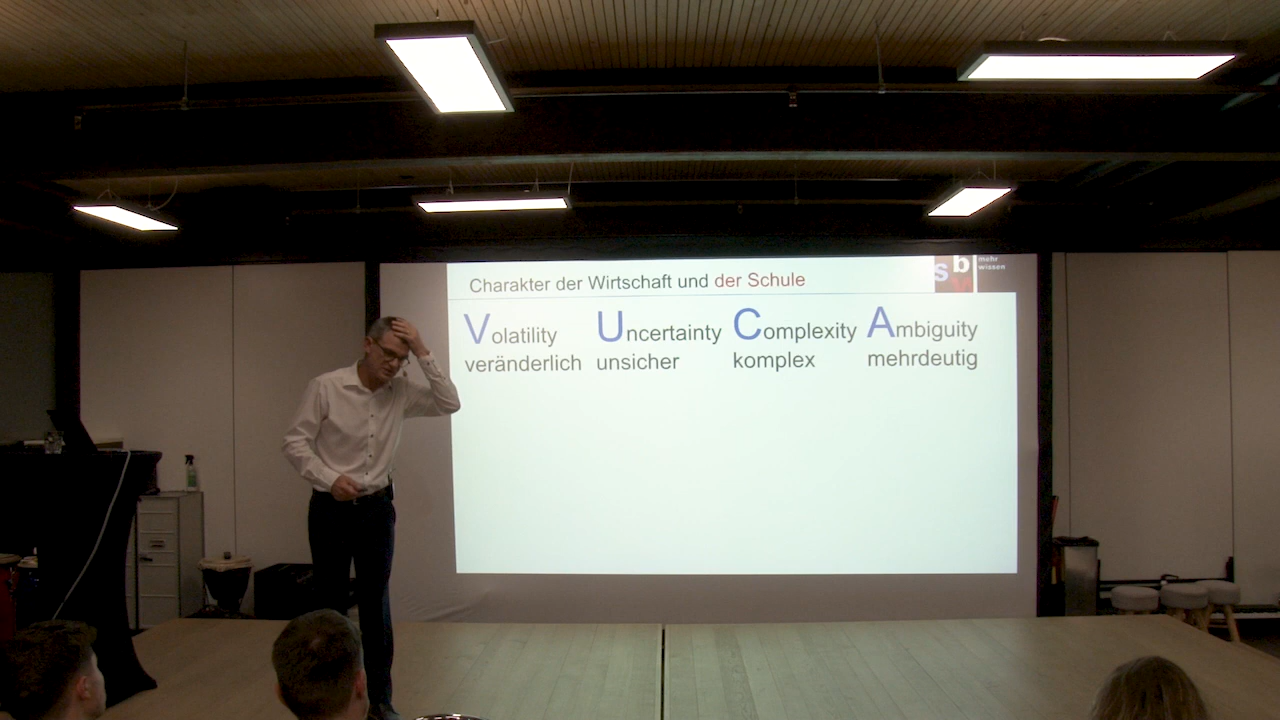 Charakter der Wirtschaft und der Schule
sb
mehr
wissen
Volatility Uncertainty Complexity Ambiguity
veränderlich unsicher komplex mehrdeutig